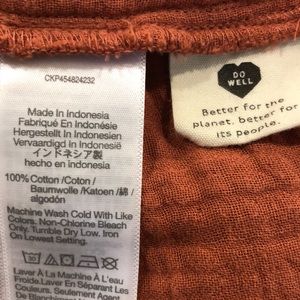 CKP454824232
Made In Indonesia
Fabriqué En Indonésie
Hergestellt In Indonesien
Vervaardigd In Indonesië
インドネシア製
hecho en indonesia
100% Cotton /Coton /
Baumwolle / Katoen /綿 /
algodón
Machine Wash Cold With Like
Colors. Non-Chlorine Bleach
Only. Tumble Dry Low. Iron
On Lowest Setting.
Laver À La Machine À L'eau
Froide. Laver En Séparant Les
DO
WELL
Better for the
planet, better for
its people.